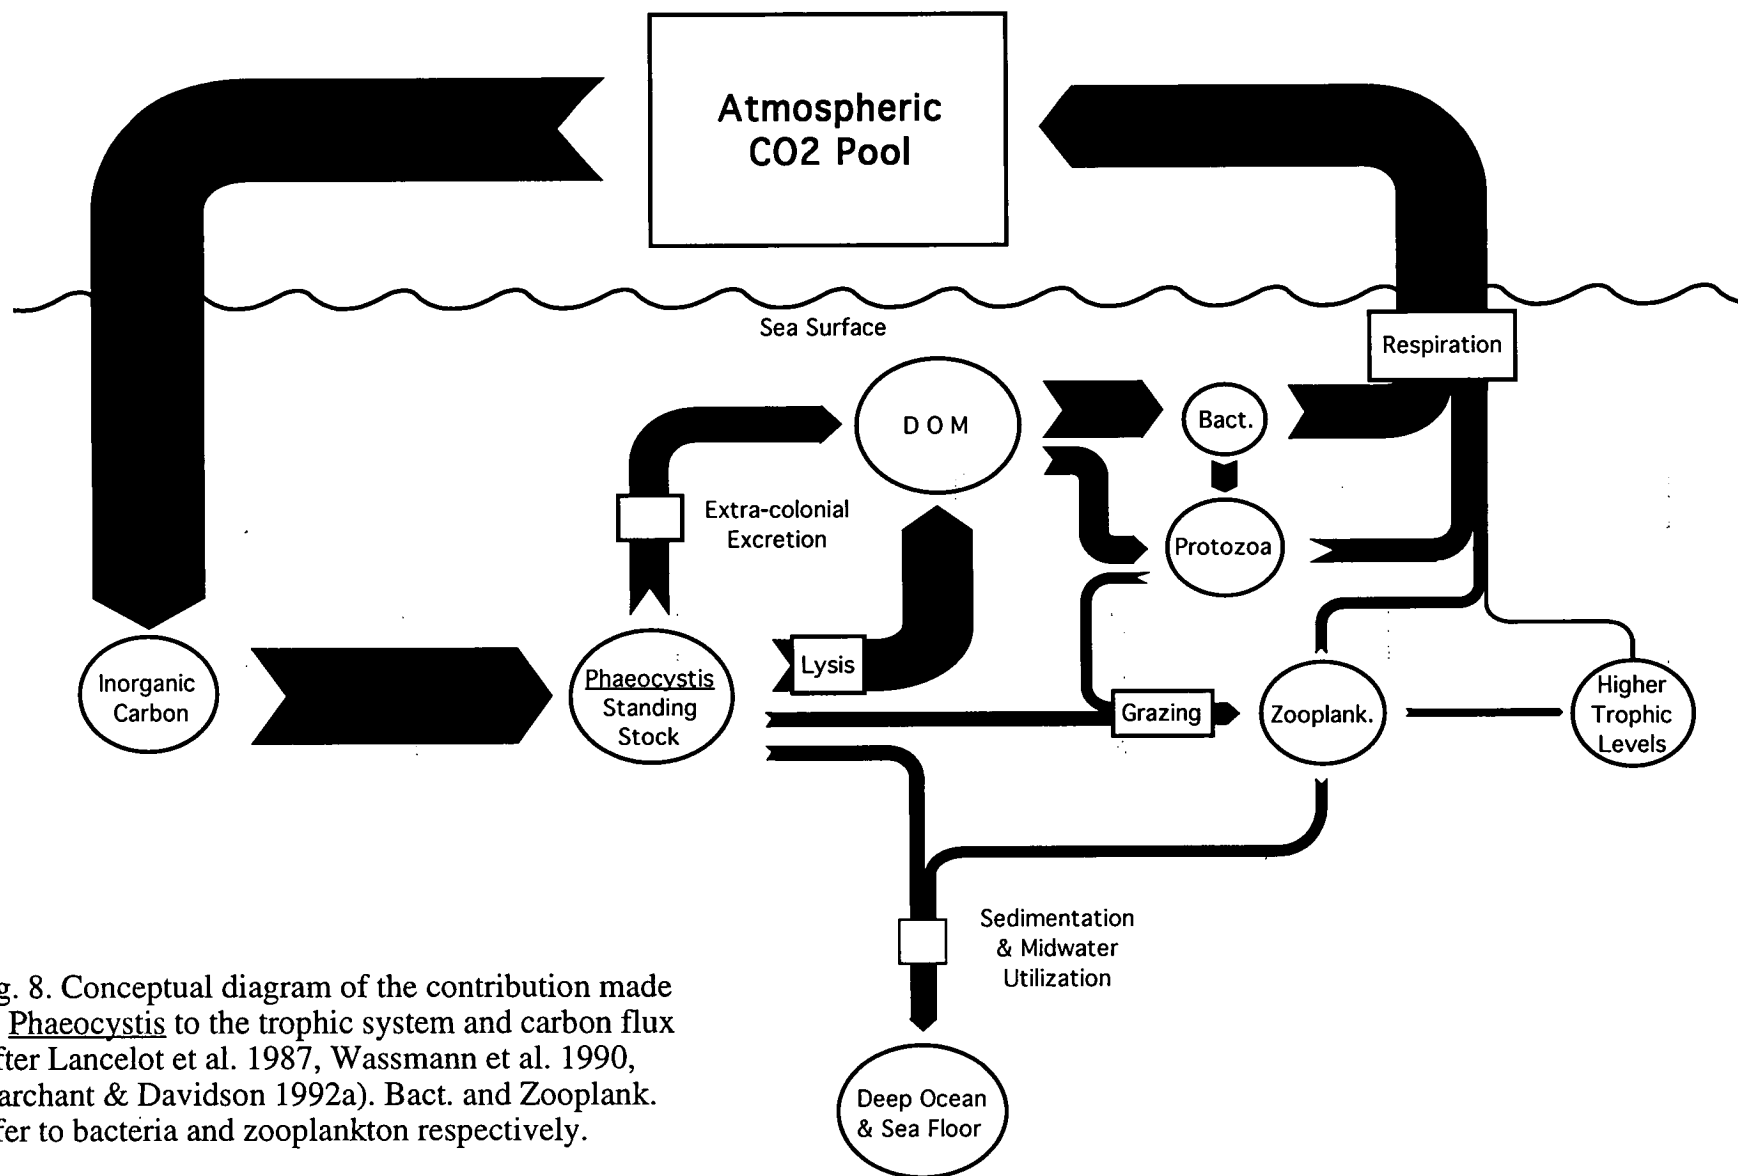 Atmospheric
CO2 Pool
Sea Surface
Respiration
D O M
Bact.
Extra-colonial
Excretion
Protozoa
Inorganic
Carbon
Phaeocystis
Standing
Stock
Lysis
Grazing
Zooplank.
Higher
Trophic
Levels
Sedimentation
& Midwater
Utilization
Deep Ocean
& Sea Floor
g. 8. Conceptual diagram of the contribution made
Phaeocystis to the trophic system and carbon flux
fter Lancelot et al. 1987, Wassmann et al. 1990,
archant & Davidson 1992a). Bact. and Zooplank.
fer to bacteria and zooplankton respectively.